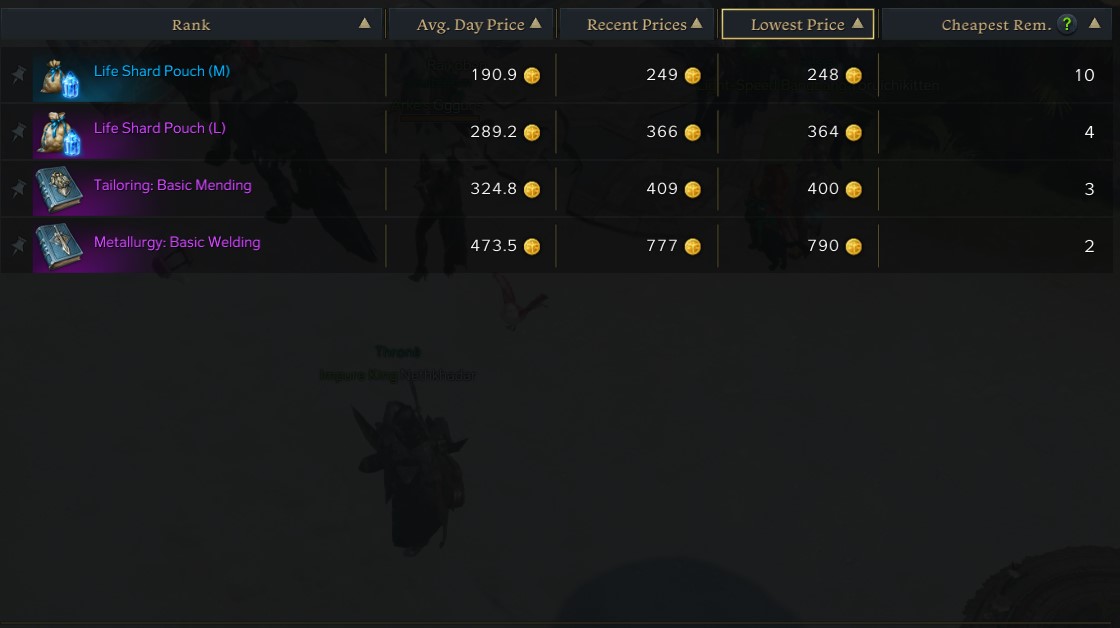 Rank Avg. Day Price Recent Prices Lowest Price Cheapest Rem. ?
Life Shard Pouch (M) 190.9 249 248 10
Life Shard Pouch (L) 289.2 366 364 4
Tailoring: Basic Mending 324.8 409 400 3
Metallurgy: Basic Welding 473.5 777 790 2